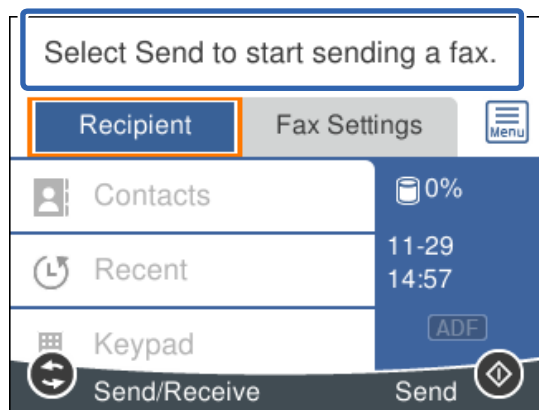 Select Send to start sending a fax.
Recipient Fax Settings Menu
Contacts 0%
11-29
Recent 14:57
ADF
Keypad
Send/Receive Send